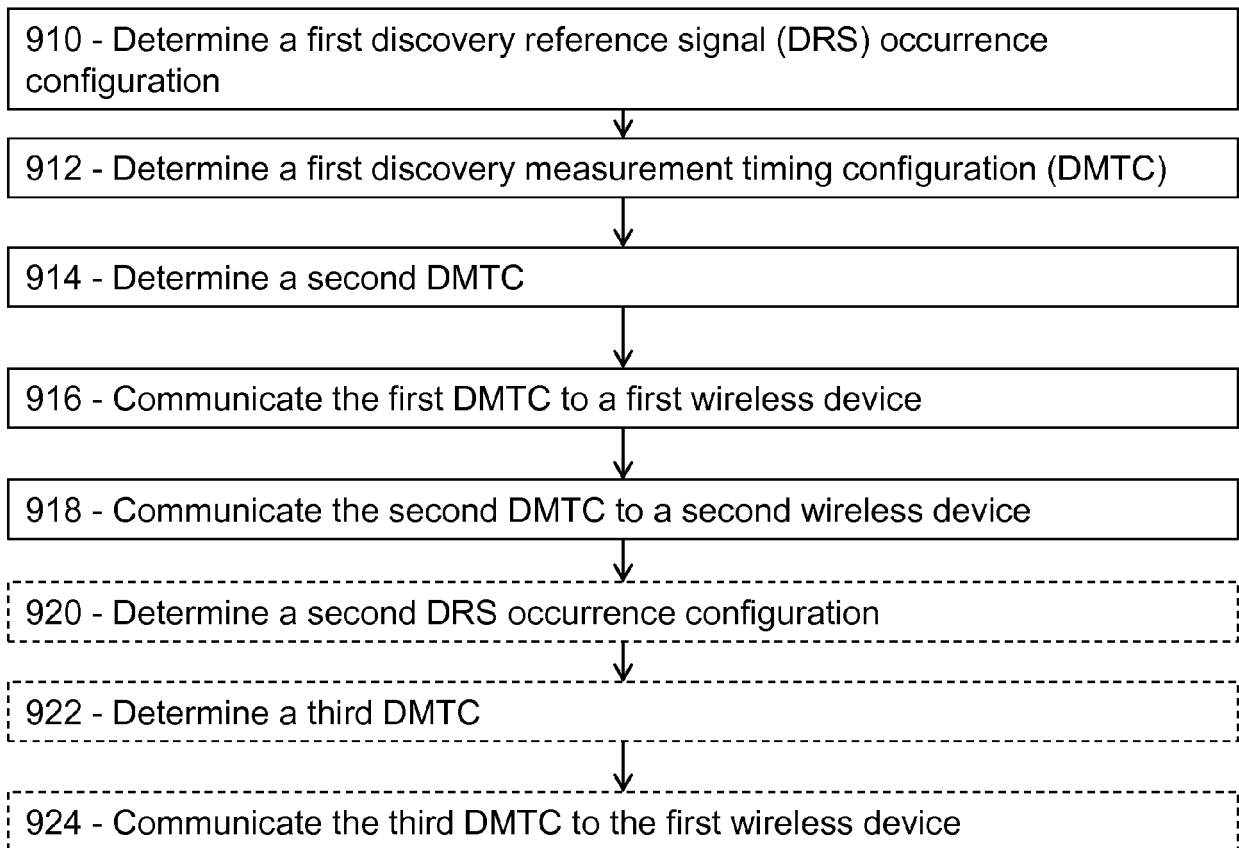 910 - Determine a first discovery reference signal (DRS) occurrence
configuration
912 - Determine a first discovery measurement timing configuration (DMTC)
914 - Determine a second DMTC
916 - Communicate the first DMTC to a first wireless device
918 - Communicate the second DMTC to a second wireless device
920 - Determine a second DRS occurrence configuration
922 - Determine a third DMTC
924 - Communicate the third DMTC to the first wireless device